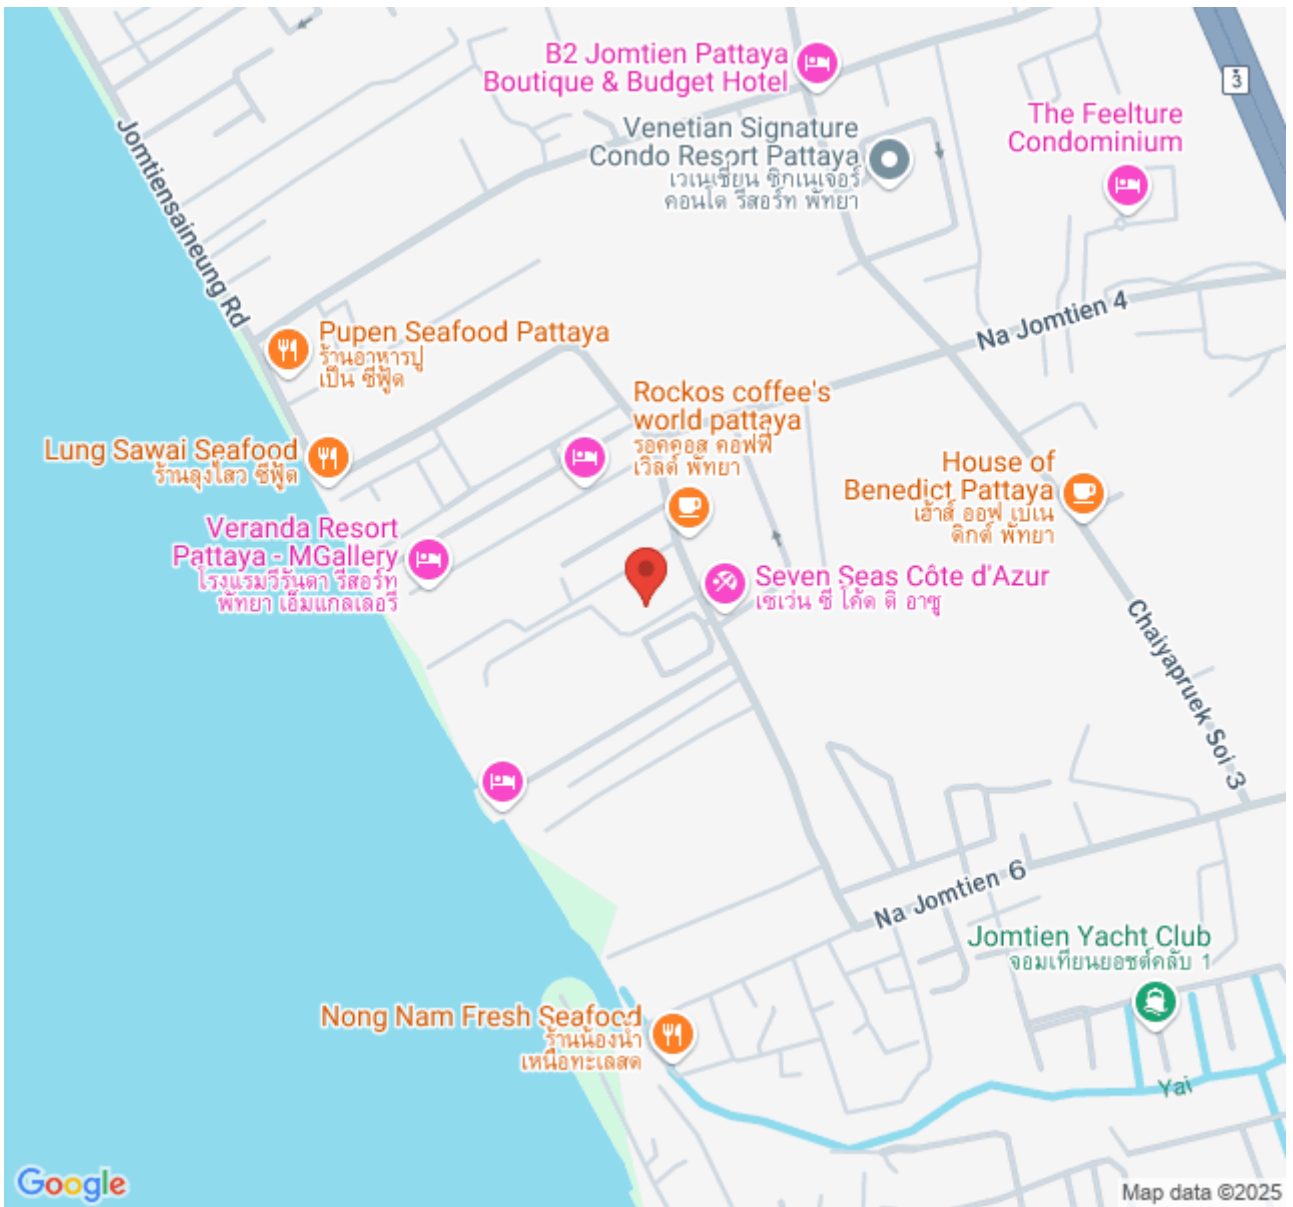 B2 Jomtien Pattaya
Boutique & Budget Hotel
3
The Feelture
Condominium
Venetian Signature
Condo Resort Pattaya
เวเนเชี่ยน ซิกเนเจอร์
คอนโด รีสอร์ท พัทยา
Jomtiensaineung Rd
Na Jomtien 4
Pupen Seafood Pattaya
ร้านอาหารปู
เป็น ซีฟู้ด
Rockos coffee's
world pattaya
รอคคอส คอฟฟี่
เวิลด์ พัทยา
Lung Sawai Seafood
ร้านลุงไสว ซีฟู้ด
House of
Benedict Pattaya
เฮ้าส์ ออฟ เบเน
ดิกต์ พัทยา
Veranda Resort
Pattaya - MGallery
โรงแรมวีรันดา รีสอร์ท
พัทยา เอ็มแกลเลอรี
Seven Seas Côte d'Azur
เซเว่น ซี โค้ด ดิ อาซู
Chaiyapruek Soi 3
Na Jomtien 6
Jomtien Yacht Club
จอมเทียนยอชต์คลับ 1
Nong Nam Fresh Seafood
ร้านน้องน้ำ
เหนือทะเลสด
Yai
Google
Map data ©2025